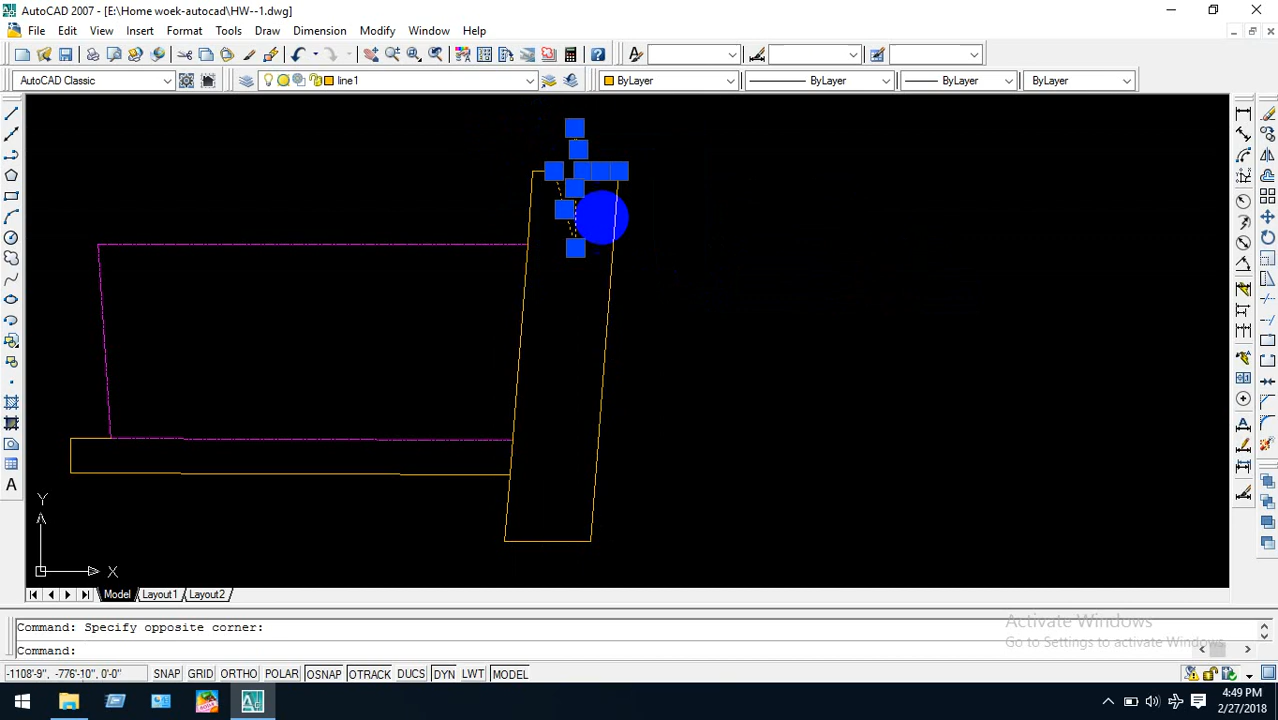 AutoCAD 2007 - [E:\Home woek-autocad\HW--1.dwg]
File Edit View Insert Format Tools Draw Dimension Modify Window Help
AutoCAD Classic line1 ByLayer ByLayer ByLayer ByLayer
Y
X
Model Layout1 Layout2
Command: Specify opposite corner:
Command:
Activate Windows
Go to Settings to activate Windows.
-1108'-9", -776'-10", 0'-0" SNAP GRID ORTHO POLAR OSNAP OTRACK DUCS DYN LWT MODEL
4:49 PM
2/27/2018